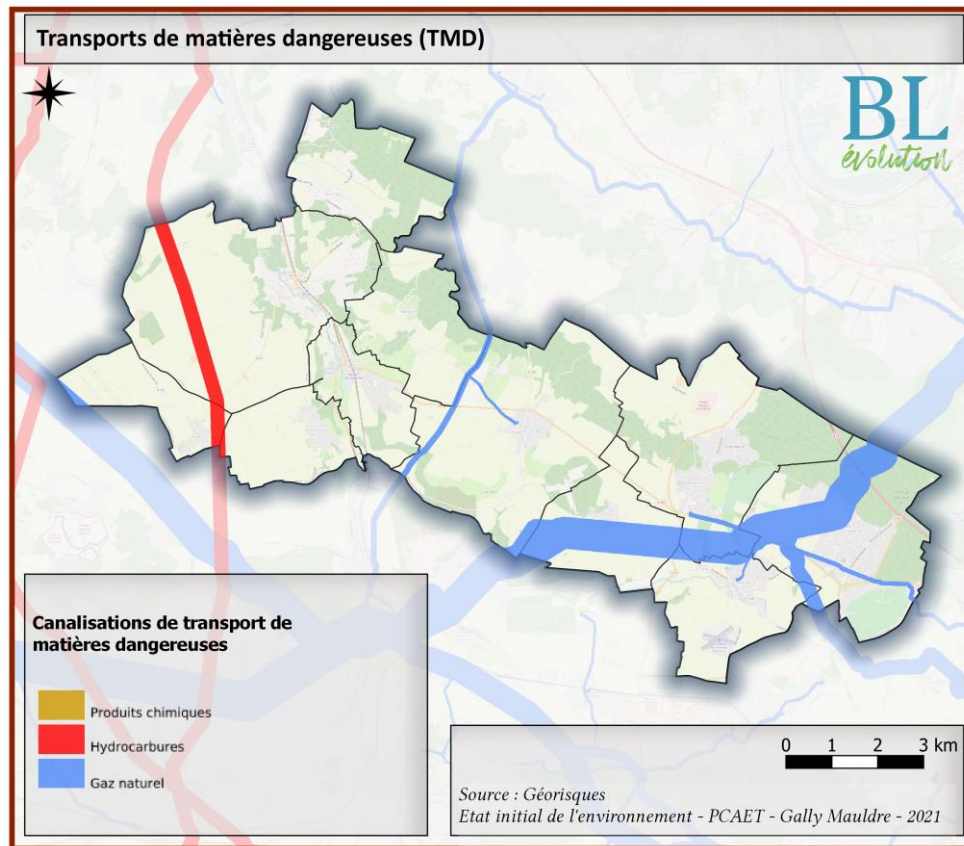 Transports de matières dangereuses (TMD)
BL
évolution
Canalisations de transport de
matières dangereuses
Produits chimiques
Hydrocarbures
Gaz naturel
0 1 2 3 km
Source : Géorisques
Etat initial de l'environnement - PCAET - Gally Mauldre - 2021